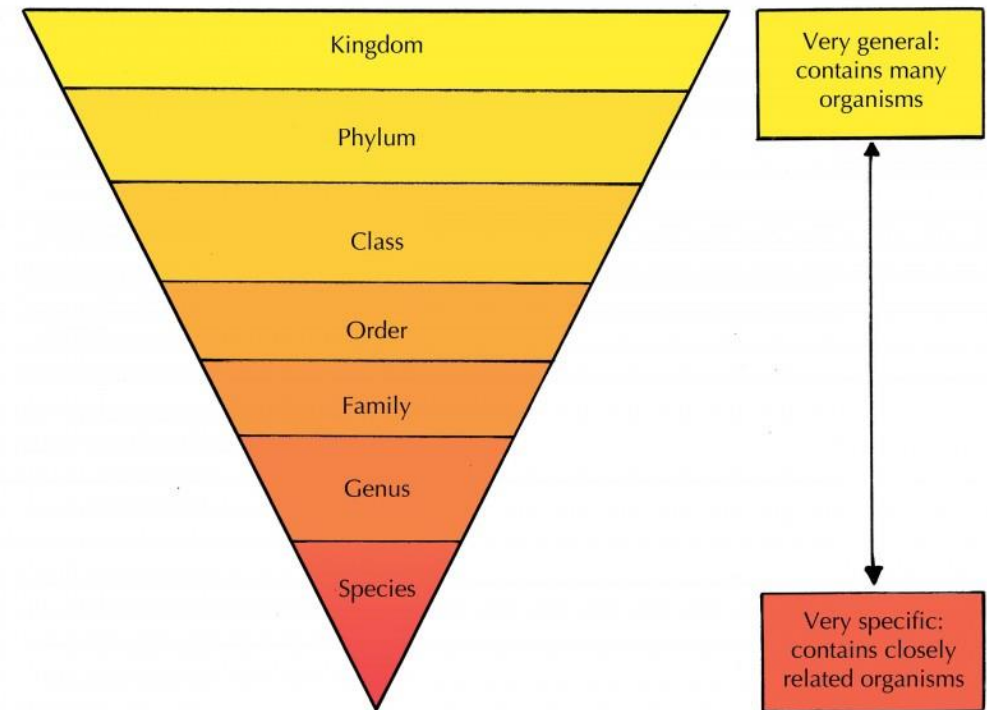 Kingdom
Phylum
Class
Order
Family
Genus
Species
Very general:
contains many
organisms
Very specific:
contains closely
related organisms